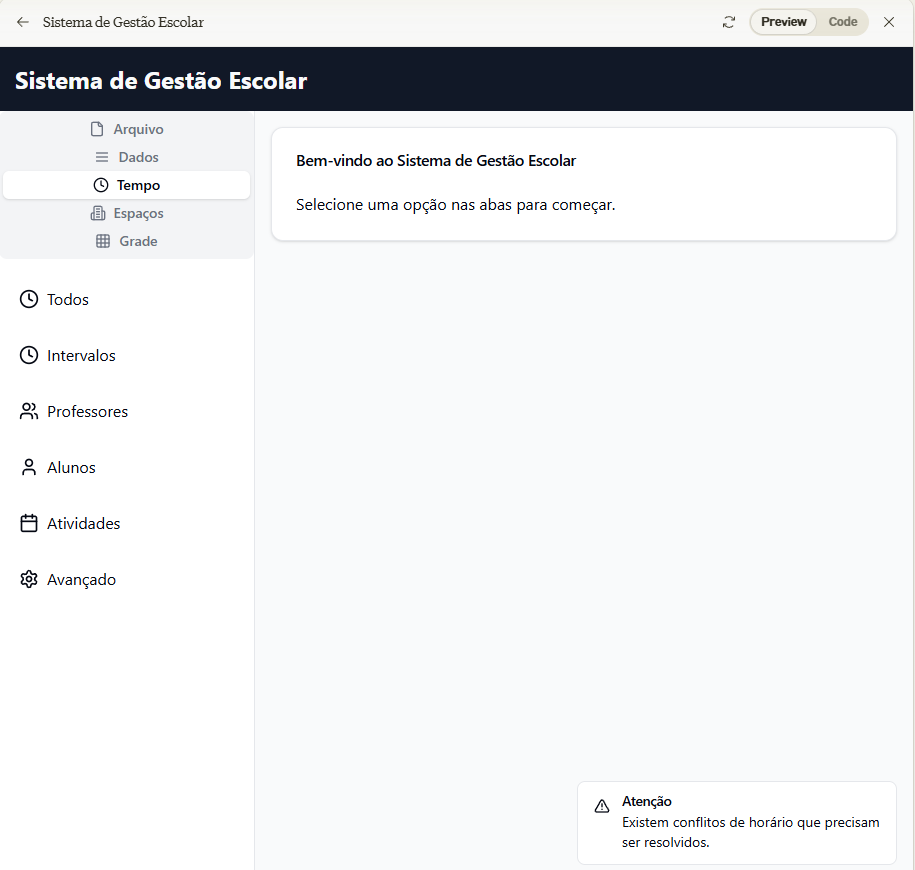 Sistema de Gestão Escolar
Preview
Code
Sistema de Gestão Escolar
Arquivo
Dados
Tempo
Espaços
Grade
Todos
Intervalos
Professores
Alunos
Atividades
Avançado
Bem-vindo ao Sistema de Gestão Escolar
Selecione uma opção nas abas para começar.
Atenção
Existem conflitos de horário que precisam
ser resolvidos.